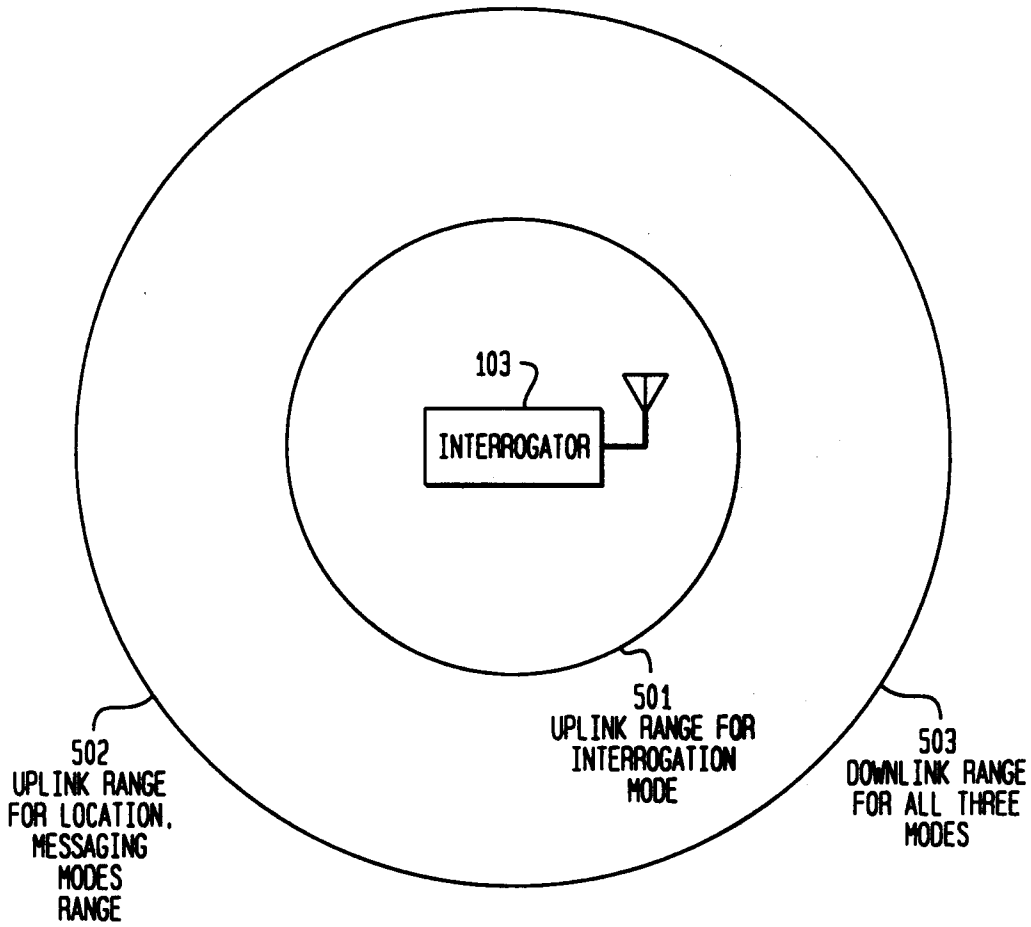 103
INTERROGATOR
501
UPLINK RANGE FOR
INTERROGATION
MODE
502
UPLINK RANGE
FOR LOCATION,
MESSAGING
MODES
RANGE
503
DOWNLINK RANGE
FOR ALL THREE
MODES